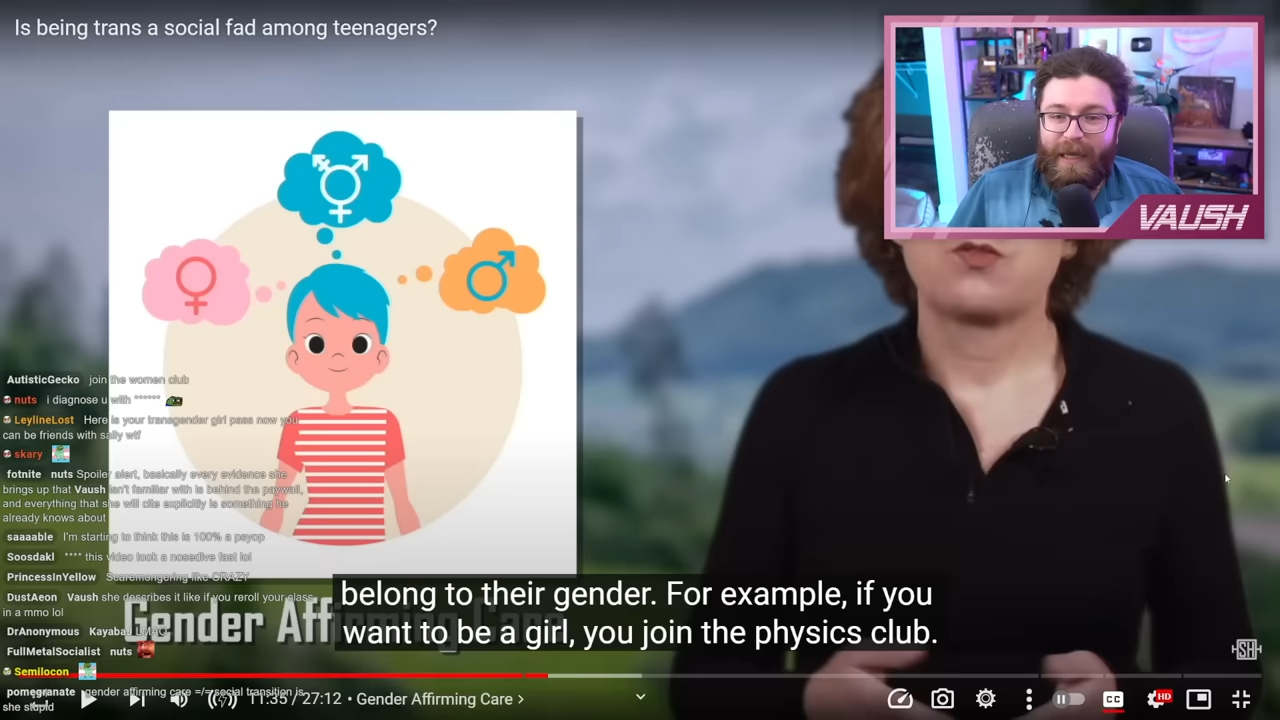 Is being trans a social fad among teenagers?
VAUSH
AutisticGecko join the women club
nuts i diagnose u with ******
LeylineLost Here is your transgender girl pass now you
can be friends with sally wtf
skary
fotnite nuts Spoiler alert, basically every evidence she
brings up that Vaush isn't familiar with is behind the paywall,
and everything that she will cite explicitly is something he
already knows about
saaaable I'm starting to think this is 100% a psyop
Soosdakl **** this video took a nosedive fast lol
PrincessInYellow Scaremongering like CRAZY
DustAeon Vaush she describes it like if you reroll your class
in a mmo lol
DrAnonymous Kayabad LMAO
FullMetalSocialist nuts
Semilocon
pomegranate gender affirming care =/= social transition is
she stupid
Gender Aff
belong to their gender. For example, if you
want to be a girl, you join the physics club.
SH
11:35 / 27:12 • Gender Affirming Care >
CC
HD